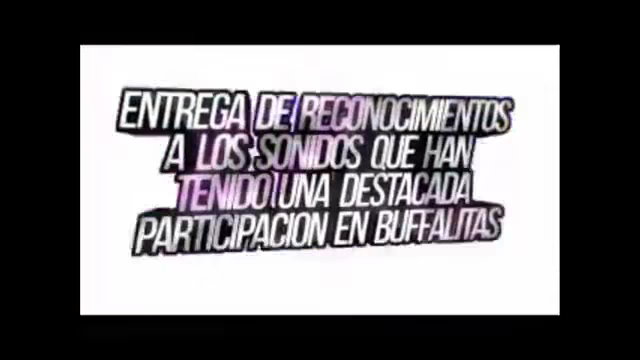 ENTREGA DE RECONOCIMIENTOS
A LOS SONIDOS QUE HAN
TENIDO UNA DESTACADA
PARTICIPACION EN BUFFALITAS